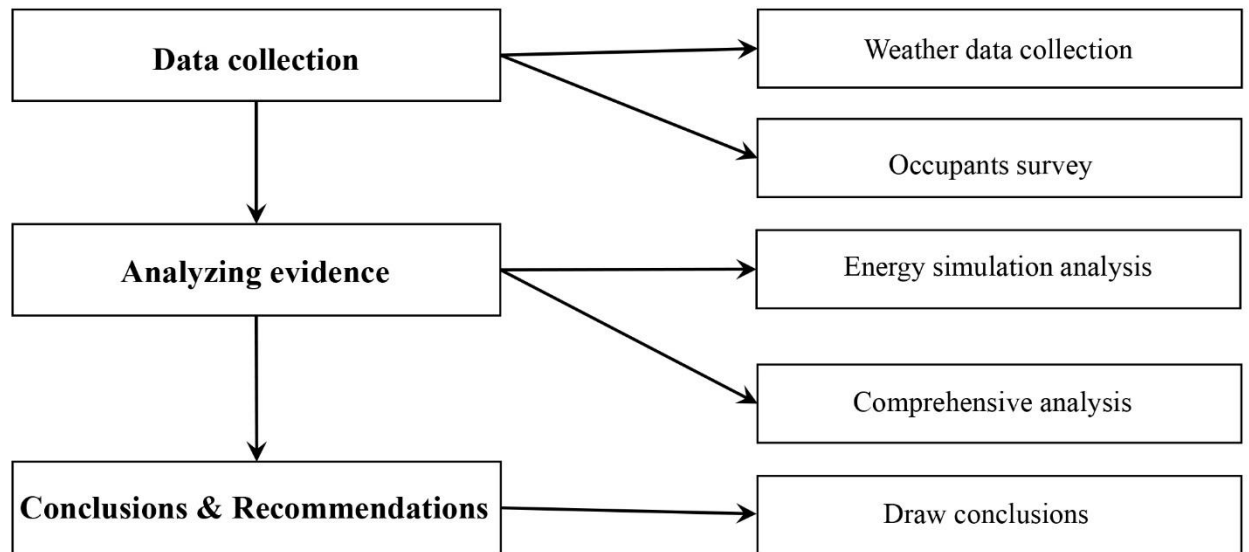 Data collection
Weather data collection
Occupants survey
Analyzing evidence
Energy simulation analysis
Comprehensive analysis
Conclusions & Recommendations
Draw conclusions